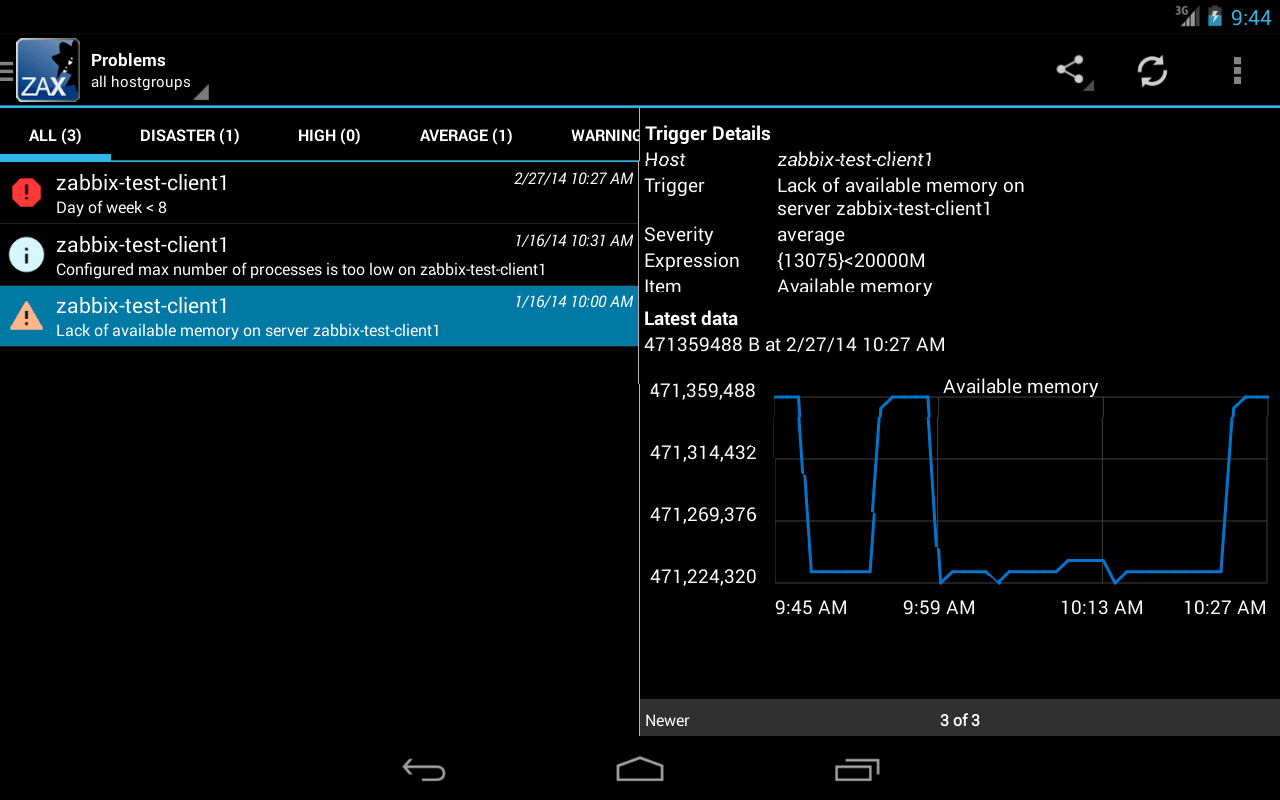 3G 9:44
ZAX
Problems
all hostgroups
ALL (3) DISASTER (1) HIGH (0) AVERAGE (1) WARNING
zabbix-test-client1 2/27/14 10:27 AM
Day of week < 8
zabbix-test-client1 1/16/14 10:31 AM
Configured max number of processes is too low on zabbix-test-client1
zabbix-test-client1 1/16/14 10:00 AM
Lack of available memory on server zabbix-test-client1
Trigger Details
Host zabbix-test-client1
Trigger Lack of available memory on
server zabbix-test-client1
Severity average
Expression {13075}<20000M
Item Available memory
Latest data
471359488 B at 2/27/14 10:27 AM
Available memory
471,359,488
471,314,432
471,269,376
471,224,320
9:45 AM 9:59 AM 10:13 AM 10:27 AM
Newer 3 of 3